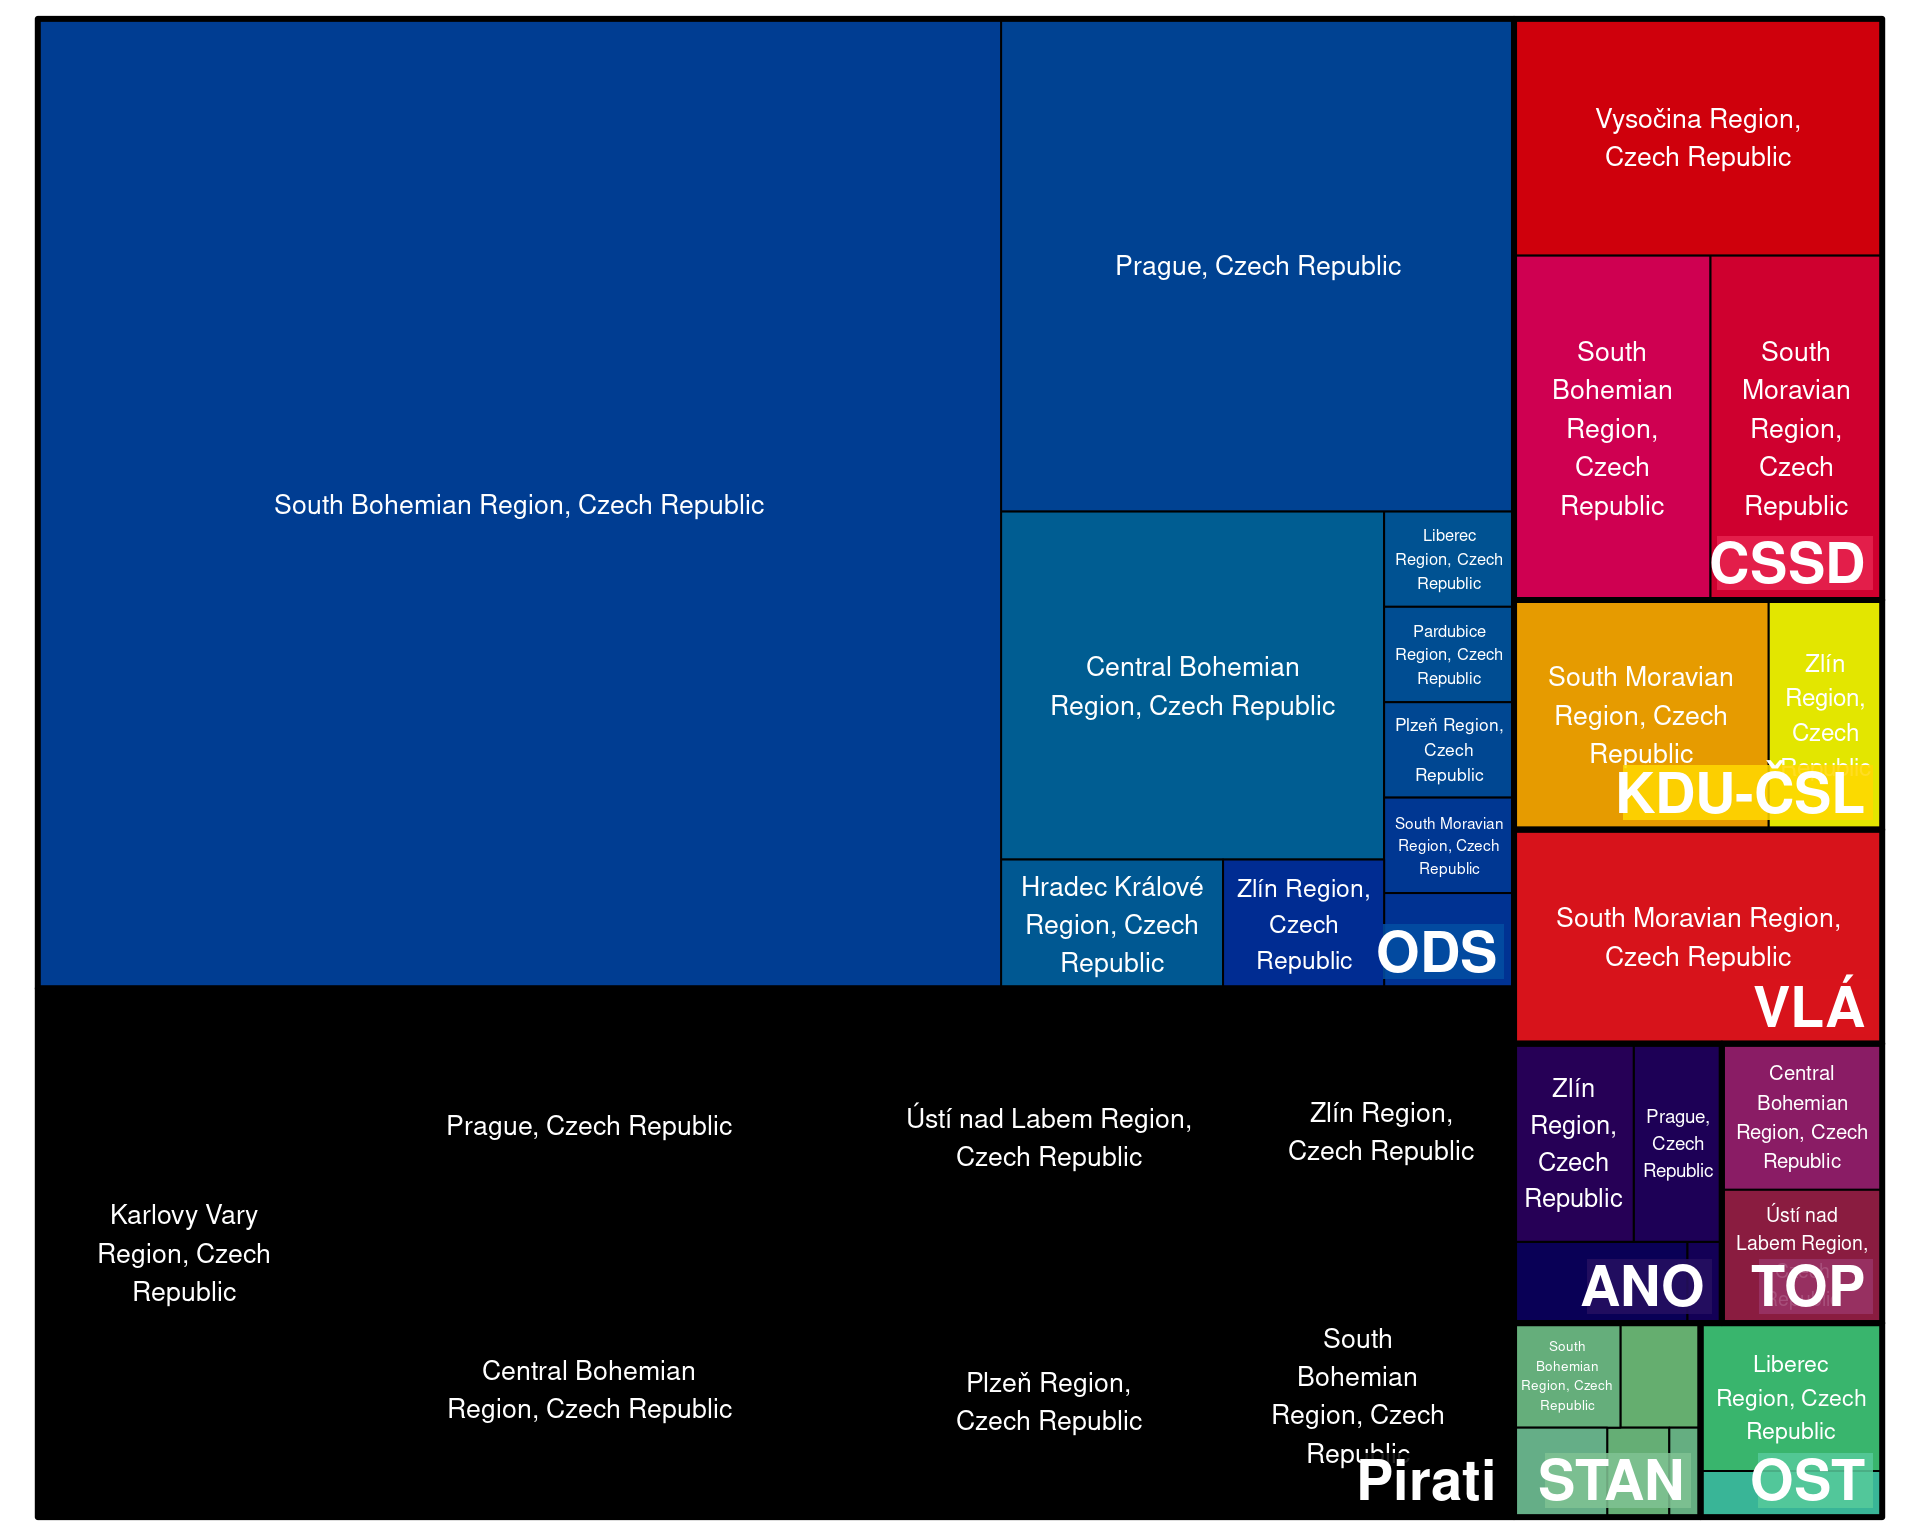 South Bohemian Region, Czech Republic
Prague, Czech Republic
Central Bohemian
Region, Czech Republic
Liberec
Region, Czech
Republic
Pardubice
Region, Czech
Republic
Plzeň Region,
Czech
Republic
South Moravian
Region, Czech
Republic
Hradec Králové
Region, Czech
Republic
Zlín Region,
Czech
Republic
ODS
Vysočina Region,
Czech Republic
South
Bohemian
Region,
Czech
Republic
South
Moravian
Region,
Czech
Republic
CSSD
South Moravian
Region, Czech
Republic
Zlín
Region,
Czech
Republic
KDU-ČSL
South Moravian Region,
Czech Republic
VLÁ
Karlovy Vary
Region, Czech
Republic
Prague, Czech Republic
Central Bohemian
Region, Czech Republic
Ústí nad Labem Region,
Czech Republic
Plzeň Region,
Czech Republic
Zlín Region,
Czech Republic
South
Bohemian
Region, Czech
Republic
Pirati
Zlín
Region,
Czech
Republic
Prague,
Czech
Republic
ANO
Central
Bohemian
Region, Czech
Republic
Ústí nad
Labem Region,
TOP
South
Bohemian
Region, Czech
Republic
STAN
Liberec
Region, Czech
Republic
OST